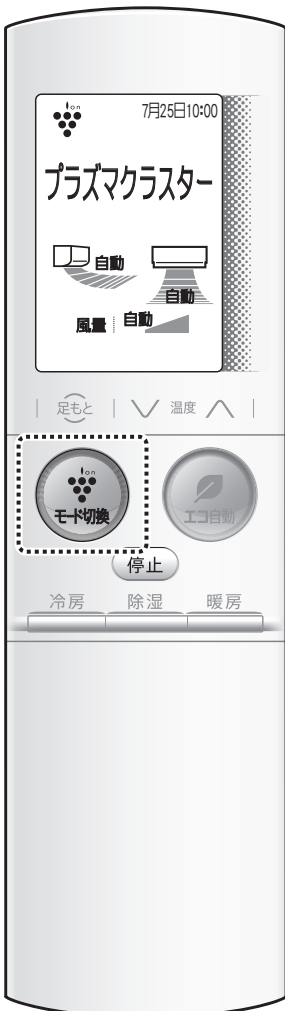 ion
7月25日10:00
プラズマクラスター
自動
自動
風量 自動
足もと 温度
ion
モード切換
エコ自動
停止
冷房 除湿 暖房